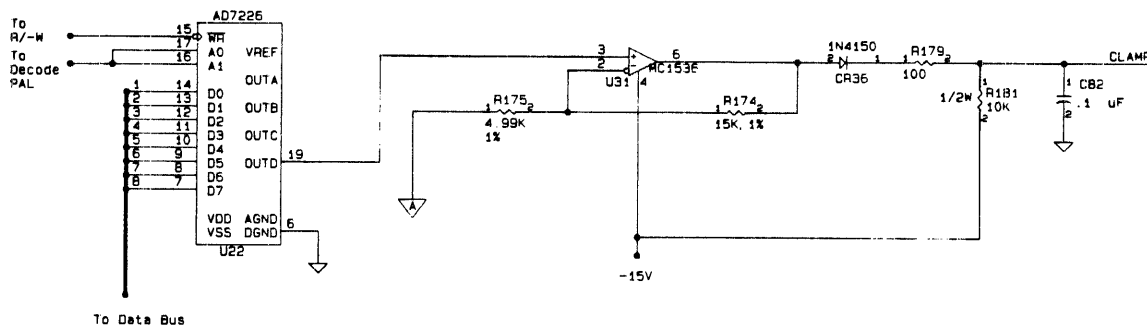 AD7226
To
R/-W
15
WR
17
A0
VREF
To
Decode
PAL
16
A1
OUTA
1 14 D0
2 13 D1 OUTB
3 12 D2
4 11 D3 OUTC
5 10 D4
6 9 D5 OUTD 19
7 8 D6
8 7 D7
VDD AGND 6
VSS DGND
U22
To Data Bus
3
+
2
-
6
MC1536
U31
4
1 R175 2
4.99K
1%
1 R174 2
15K, 1%
A
-15V
1N4150
2 1
CR36
1 R179 2
100
CLAMP
1
1/2W R181
10K
2
1 C82
.1 uF
2